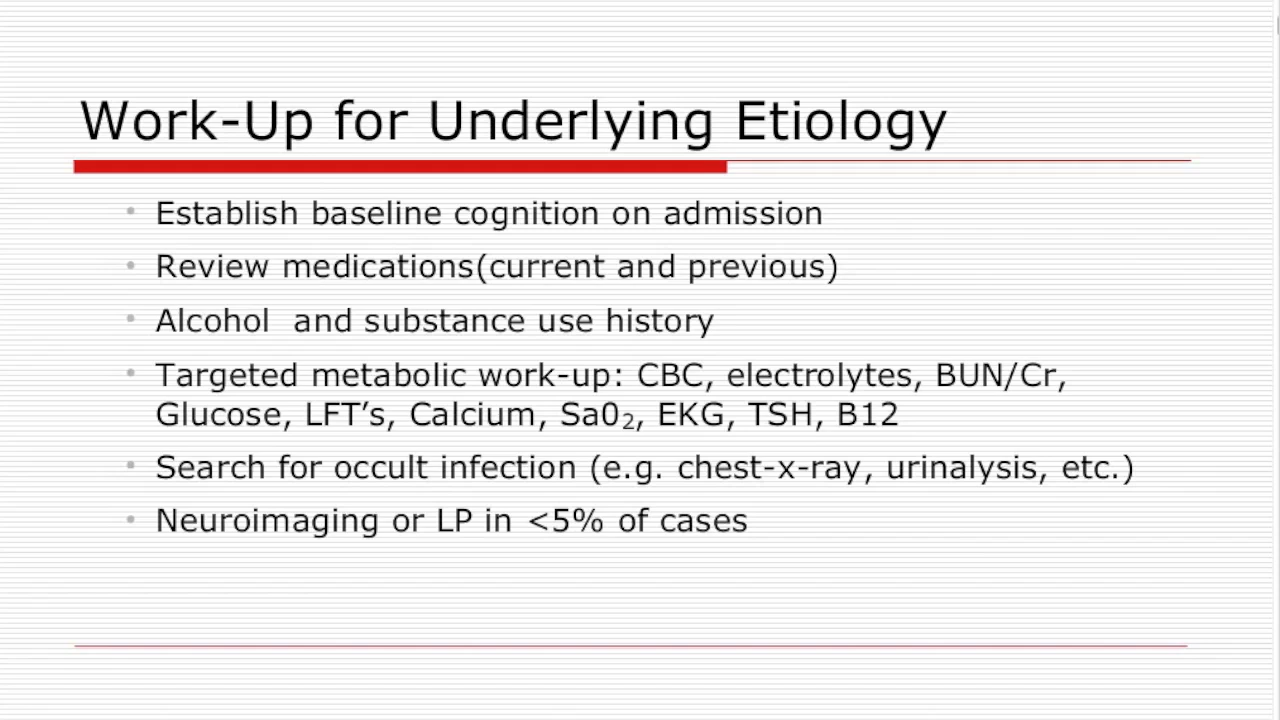 Work-Up for Underlying Etiology
• Establish baseline cognition on admission
• Review medications(current and previous)
• Alcohol  and substance use history
• Targeted metabolic work-up: CBC, electrolytes, BUN/Cr,
Glucose, LFT’s, Calcium, Sa0₂, EKG, TSH, B12
• Search for occult infection (e.g. chest-x-ray, urinalysis, etc.)
• Neuroimaging or LP in <5% of cases